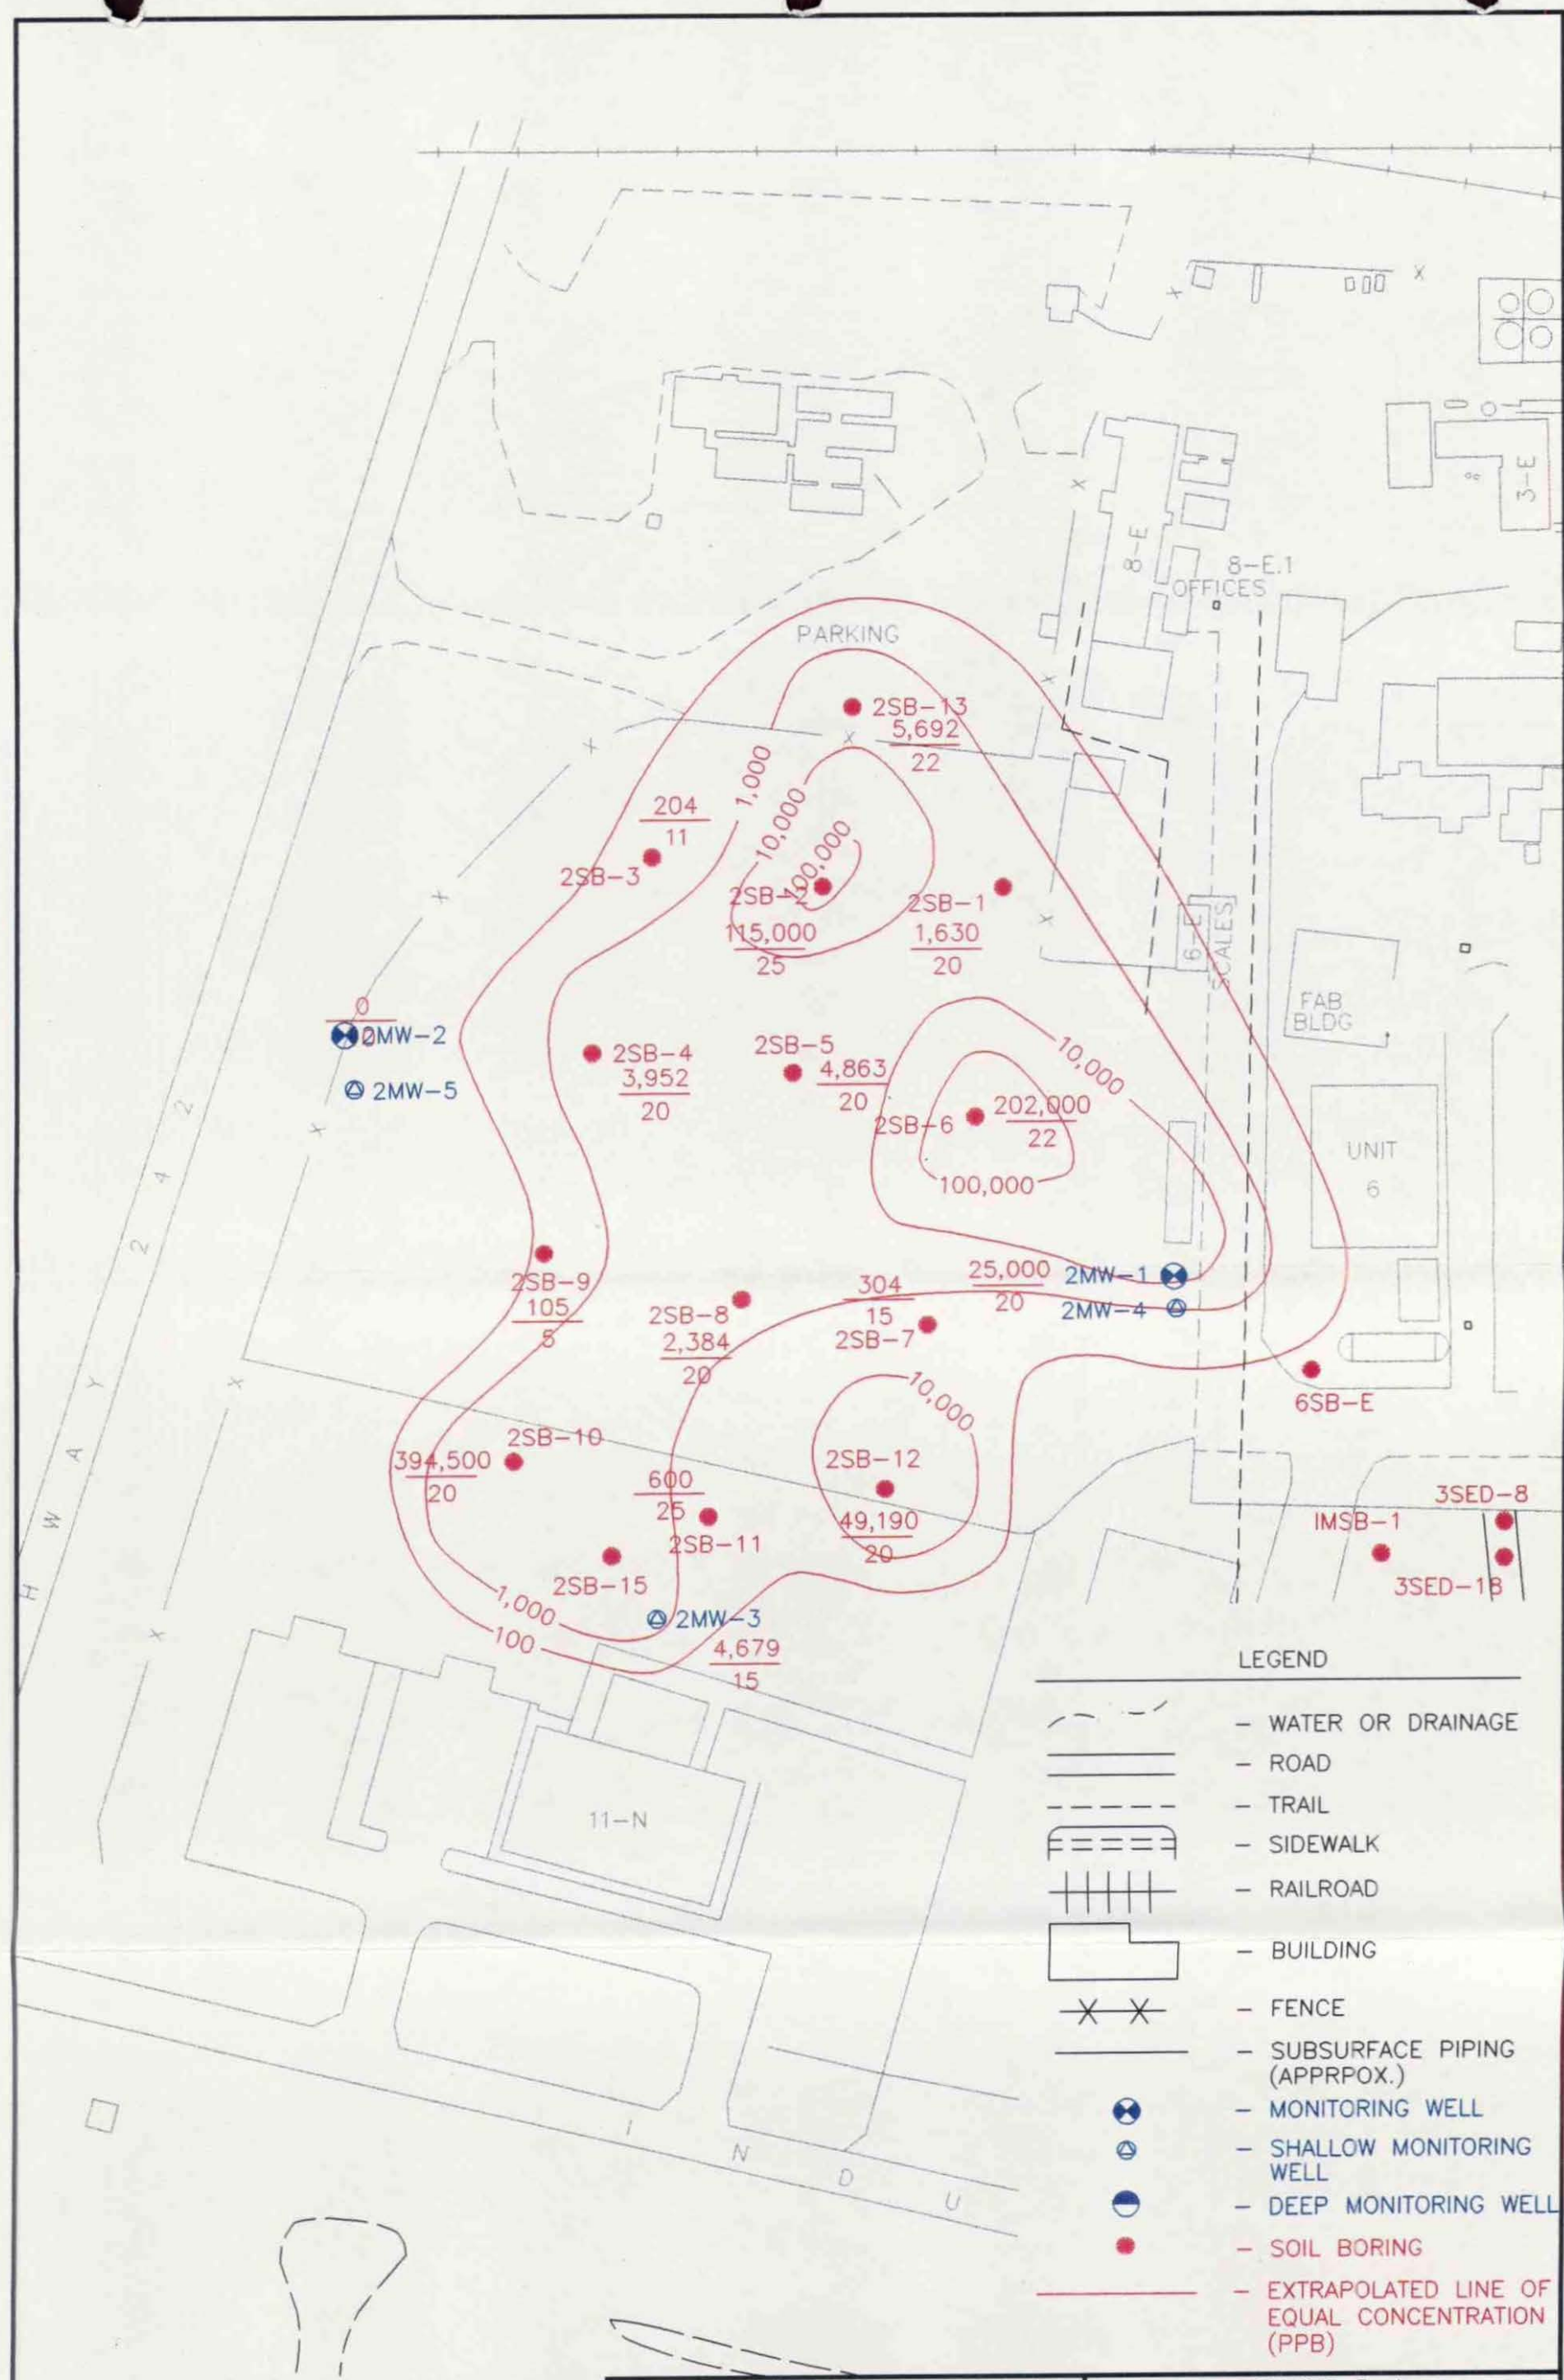 3-E
8-E
8-E.1
OFFICES
PARKING
2SB-13
5,692
22
1,000
10,000
100,000
204
11
2SB-3
2SB-2
115,000
25
2SB-1
1,630
20
6-E
SCALES
FAB
BLDG
0
0
2MW-2
2MW-5
2SB-4
3,952
20
2SB-5
4,863
20
10,000
2SB-6
202,000
22
100,000
UNIT
6
HWAY 242
2SB-9
105
5
2SB-8
2,384
20
304
15
2SB-7
25,000
20
2MW-1
2MW-4
6SB-E
10,000
2SB-10
394,500
20
600
25
2SB-11
2SB-12
49,190
20
2SB-15
1,000
100
2MW-3
4,679
15
IMSB-1
3SED-8
3SED-18
11-N
I N D U
LEGEND
- WATER OR DRAINAGE
- ROAD
- TRAIL
- SIDEWALK
- RAILROAD
- BUILDING
- FENCE
- SUBSURFACE PIPING
(APPRPOX.)
- MONITORING WELL
- SHALLOW MONITORING
WELL
- DEEP MONITORING WELL
- SOIL BORING
- EXTRAPOLATED LINE OF
EQUAL CONCENTRATION
(PPB)